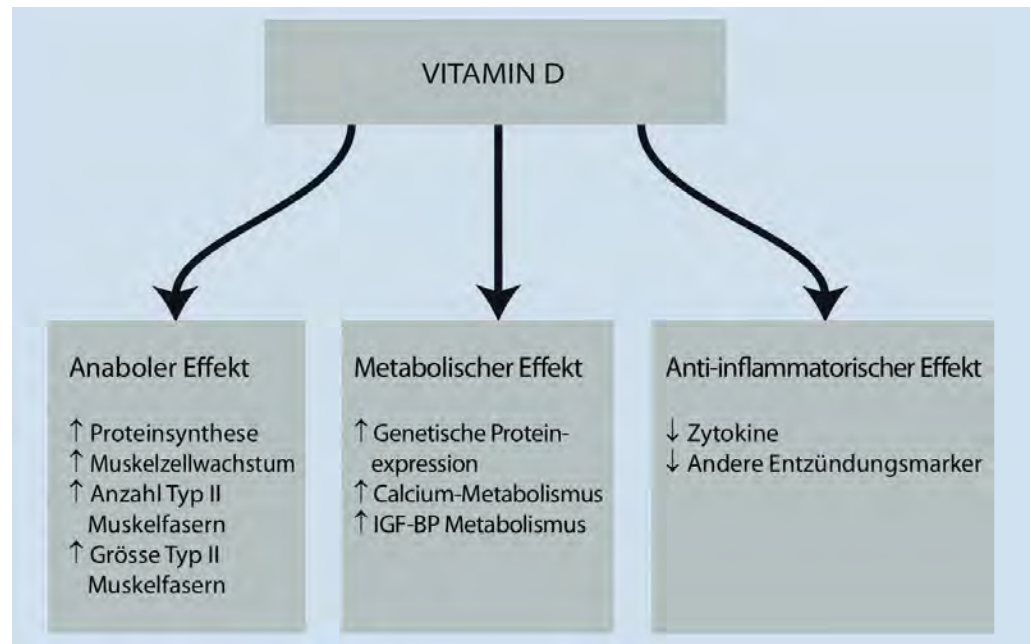 VITAMIN D
Anaboler Effekt
↑ Proteinsynthese
↑ Muskelzellwachstum
↑ Anzahl Typ II
Muskelfasern
↑ Grösse Typ II
Muskelfasern
Metabolischer Effekt
↑ Genetische Protein-
expression
↑ Calcium-Metabolismus
↑ IGF-BP Metabolismus
Anti-inflammatorischer Effekt
↓ Zytokine
↓ Andere Entzündungsmarker